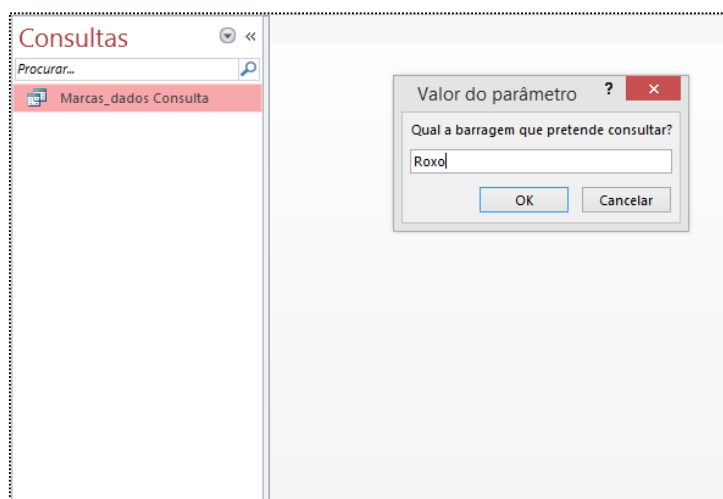 Consultas
Procurar...
Marcas_dados Consulta
Valor do parâmetro
Qual a barragem que pretende consultar?
Roxo
OK
Cancelar